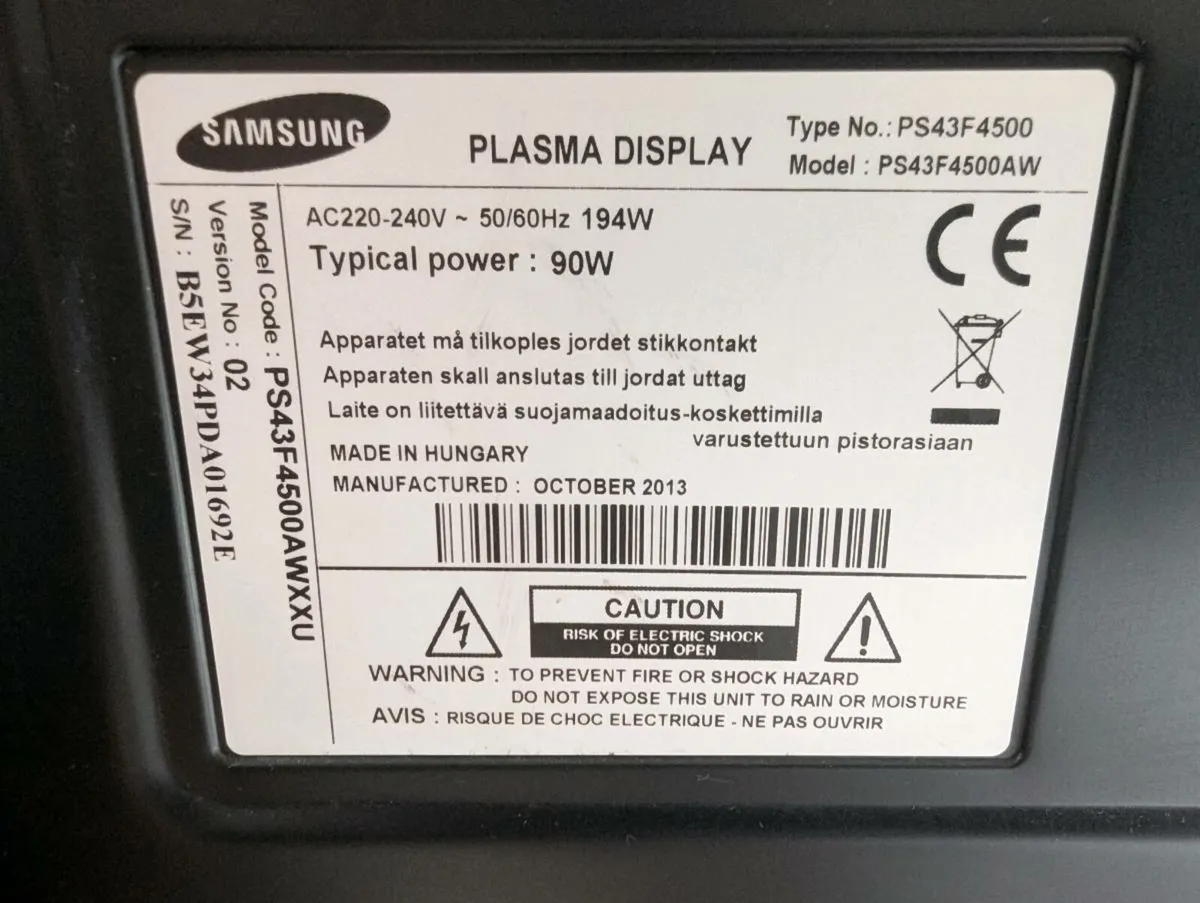 SAMSUNG
PLASMA DISPLAY
Type No.: PS43F4500
Model : PS43F4500AW
Model Code : PS43F4500AWXXU
Version No : 02
S/N : B5EW34PDA01692E
AC220-240V ~ 50/60Hz 194W
Typical power : 90W
CE
Apparatet må tilkoples jordet stikkontakt
Apparaten skall anslutas till jordat uttag
Laite on liitettävä suojamaadoitus-koskettimilla
varustettuun pistorasiaan
MADE IN HUNGARY
MANUFACTURED : OCTOBER 2013
CAUTION
RISK OF ELECTRIC SHOCK
DO NOT OPEN
WARNING : TO PREVENT FIRE OR SHOCK HAZARD
DO NOT EXPOSE THIS UNIT TO RAIN OR MOISTURE
AVIS : RISQUE DE CHOC ELECTRIQUE - NE PAS OUVRIR